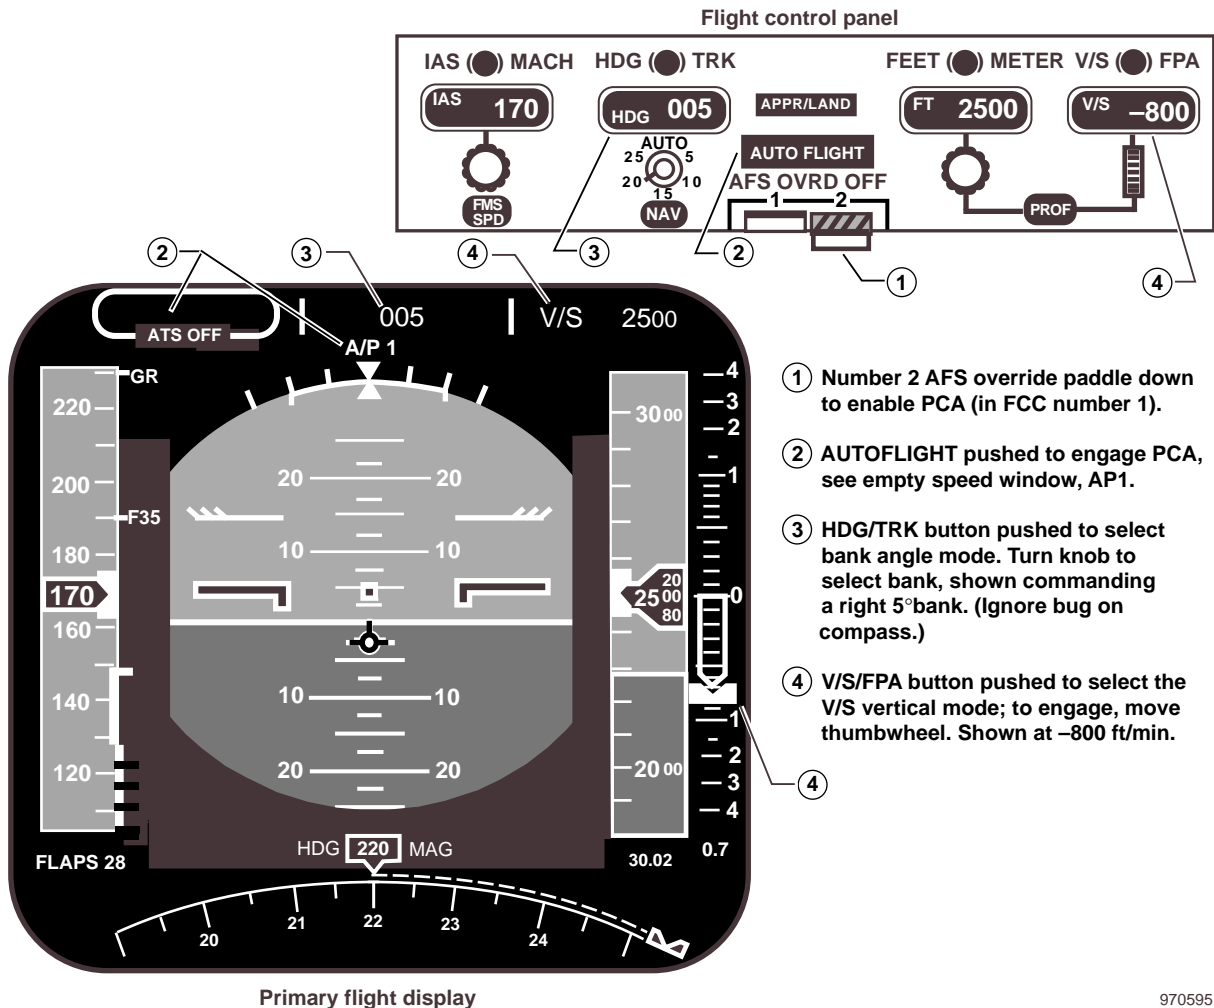 Flight control panel
IAS ( ) MACH
HDG ( ) TRK
FEET ( ) METER
V/S ( ) FPA
IAS 170
HDG 005
APPR/LAND
FT 2500
V/S –800
AUTO
25 5
20 10
15
AUTO FLIGHT
AFS OVRD OFF
1 2
FMS
SPD
NAV
PROF
2
3
4
3
2
1
4
ATS OFF
005
V/S
2500
A/P 1
GR
220
200
F35
180
170
160
140
120
FLAPS 28
20 20
10 10
10 10
20 20
3000
20
2500
80
2000
30.02
4
3
2
1
0
1
2
3
4
0.7
4
HDG 220 MAG
20
21
22
23
24
1 Number 2 AFS override paddle down
to enable PCA (in FCC number 1).
2 AUTOFLIGHT pushed to engage PCA,
see empty speed window, AP1.
3 HDG/TRK button pushed to select
bank angle mode. Turn knob to
select bank, shown commanding
a right 5°bank. (Ignore bug on
compass.)
4 V/S/FPA button pushed to select the
V/S vertical mode; to engage, move
thumbwheel. Shown at –800 ft/min.
Primary flight display
970595